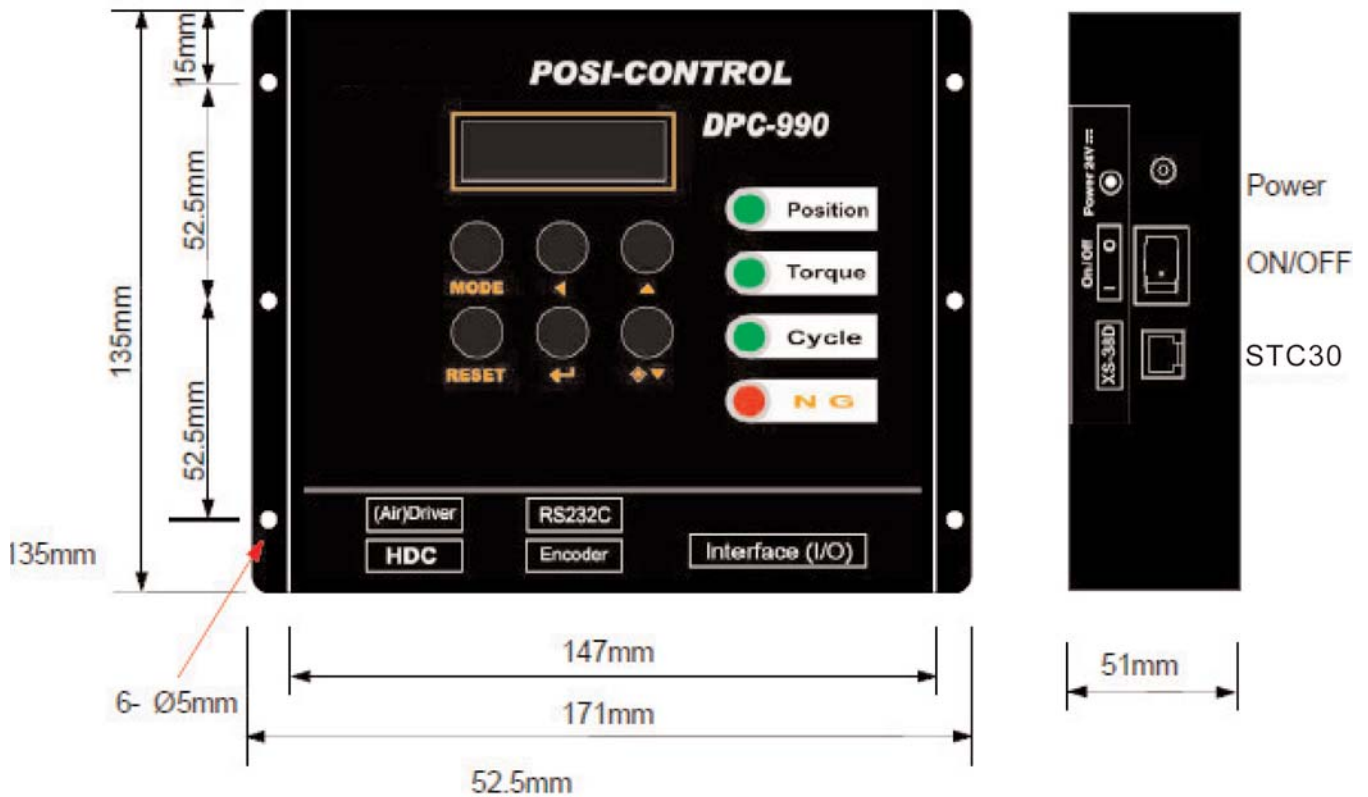 15mm
52.5mm
52.5mm
135mm
135mm
6- Ø5mm
POSI-CONTROL
DPC-990
MODE ◄ ▲
RESET ↵ ◈▼
Position
Torque
Cycle
N G
(Air)Driver
RS232C
HDC
Encoder
Interface (I/O)
147mm
171mm
52.5mm
Power 24V ⎓
On/Off
I O
XS-38D
Power
ON/OFF
STC30
51mm